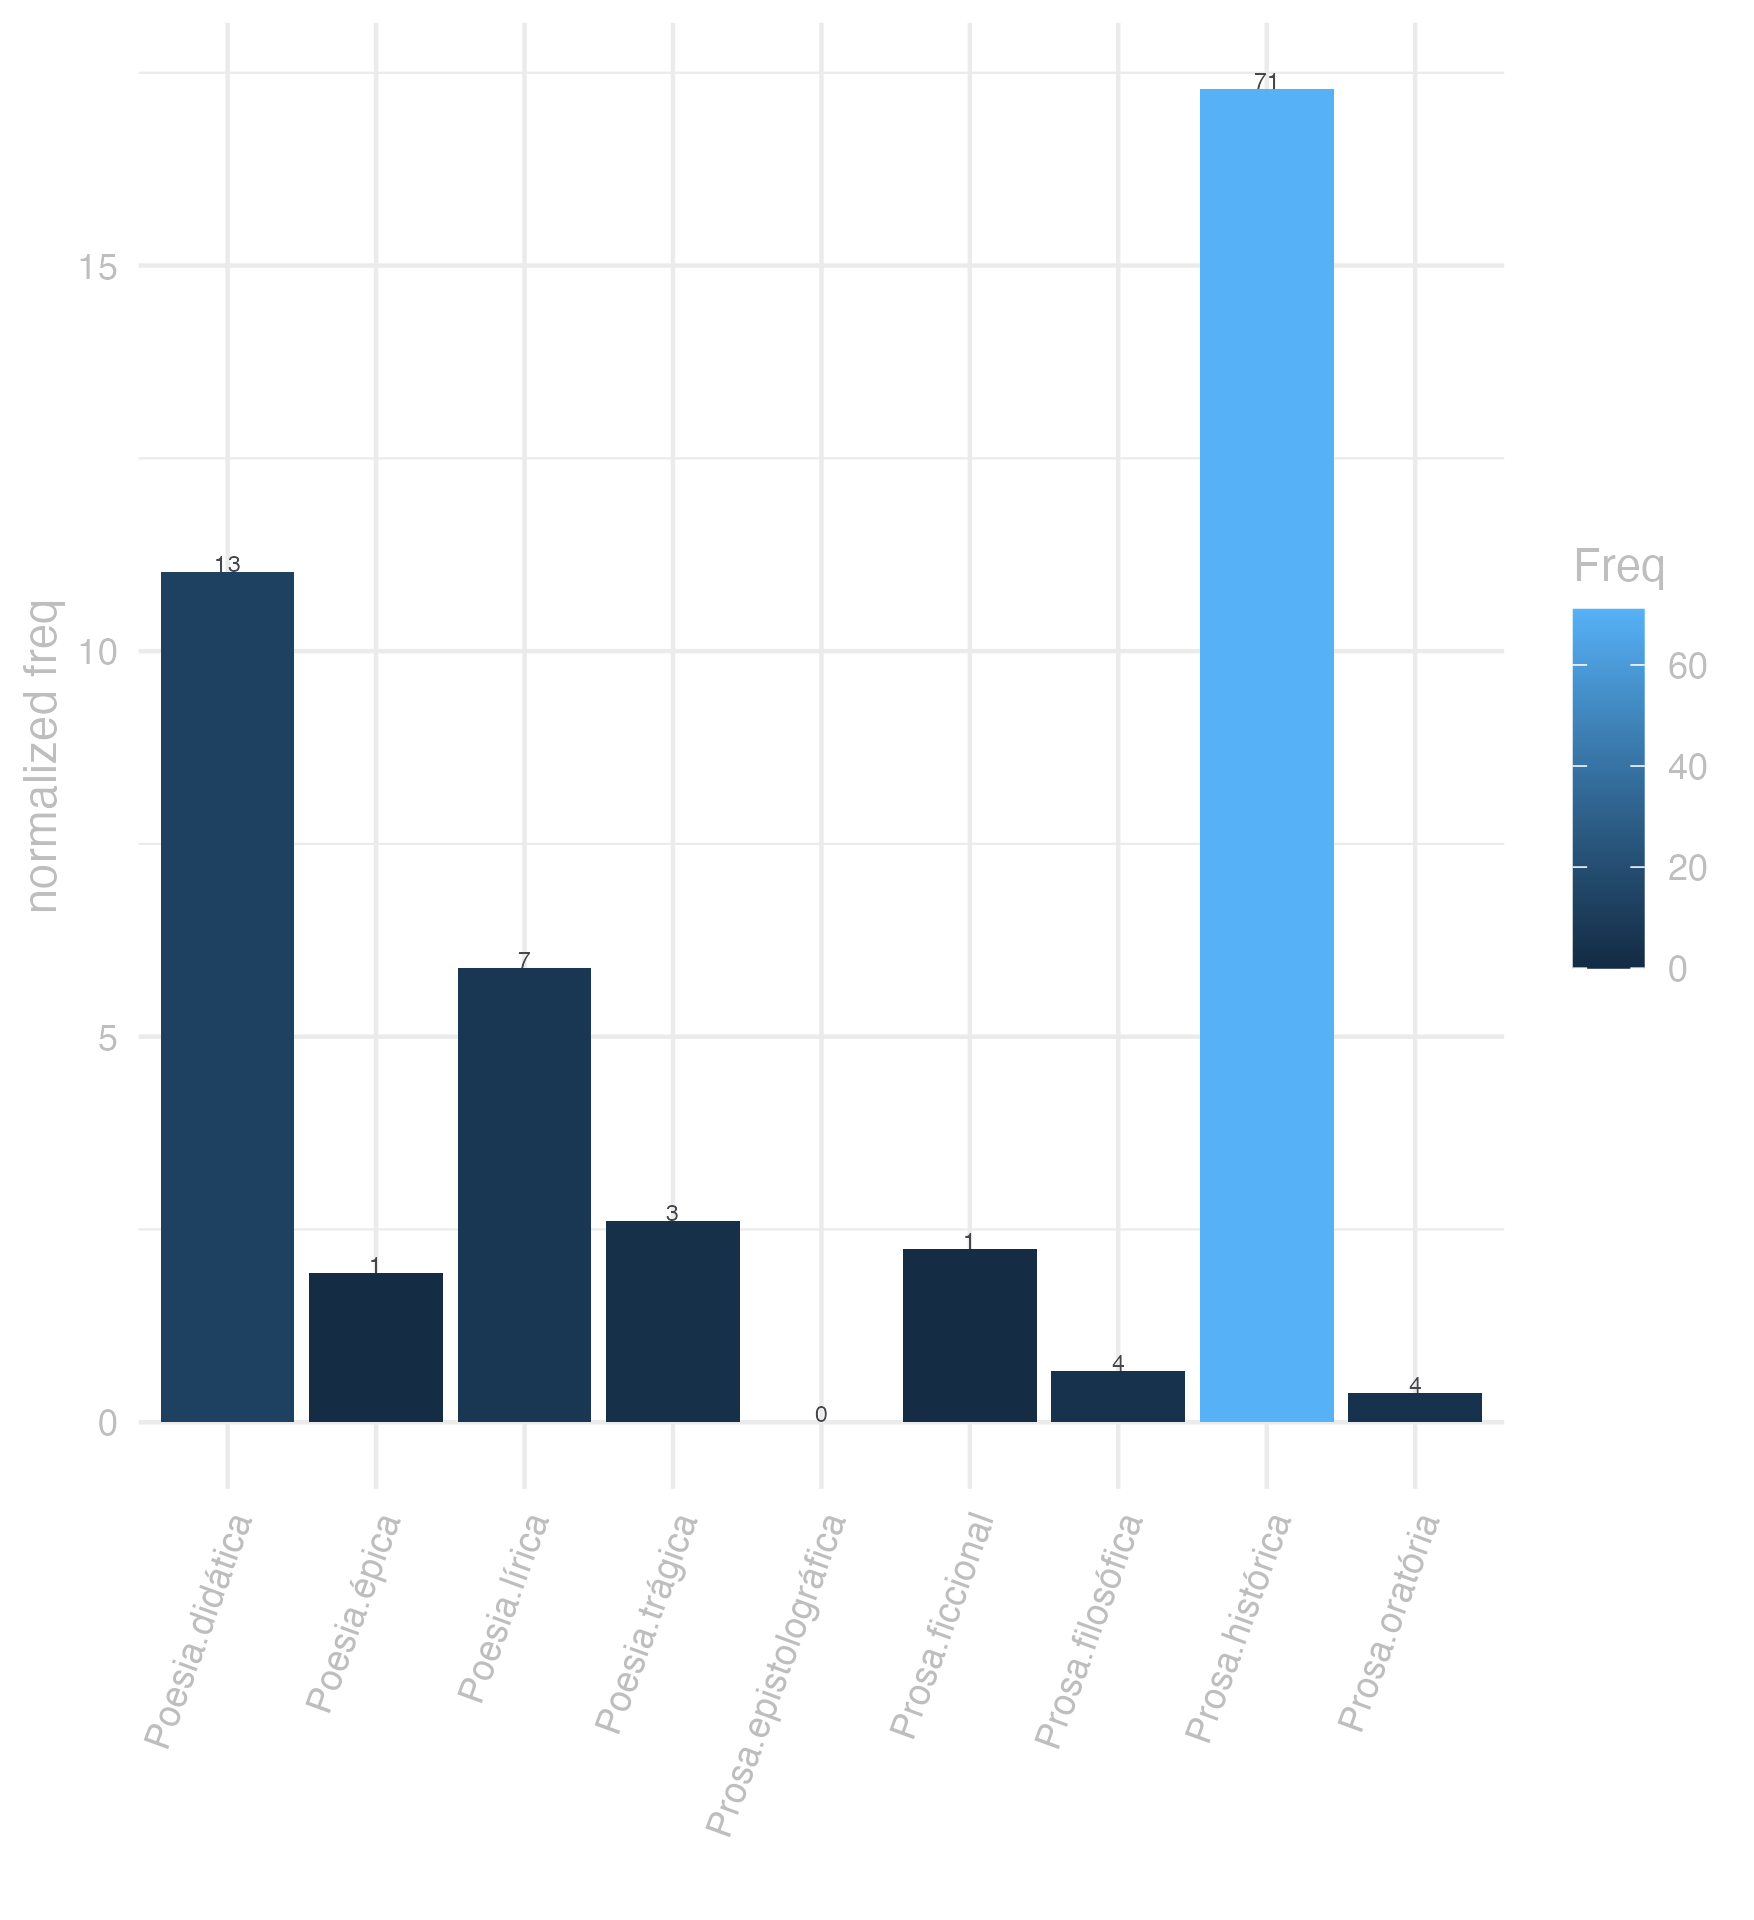 71
15
13
10
7
5
3
1
1
4
4
0
0
normalized freq
Freq
60
40
20
0
Poesia.didática
Poesia.épica
Poesia.lírica
Poesia.trágica
Prosa.epistolográfica
Prosa.ficcional
Prosa.filosófica
Prosa.histórica
Prosa.oratória